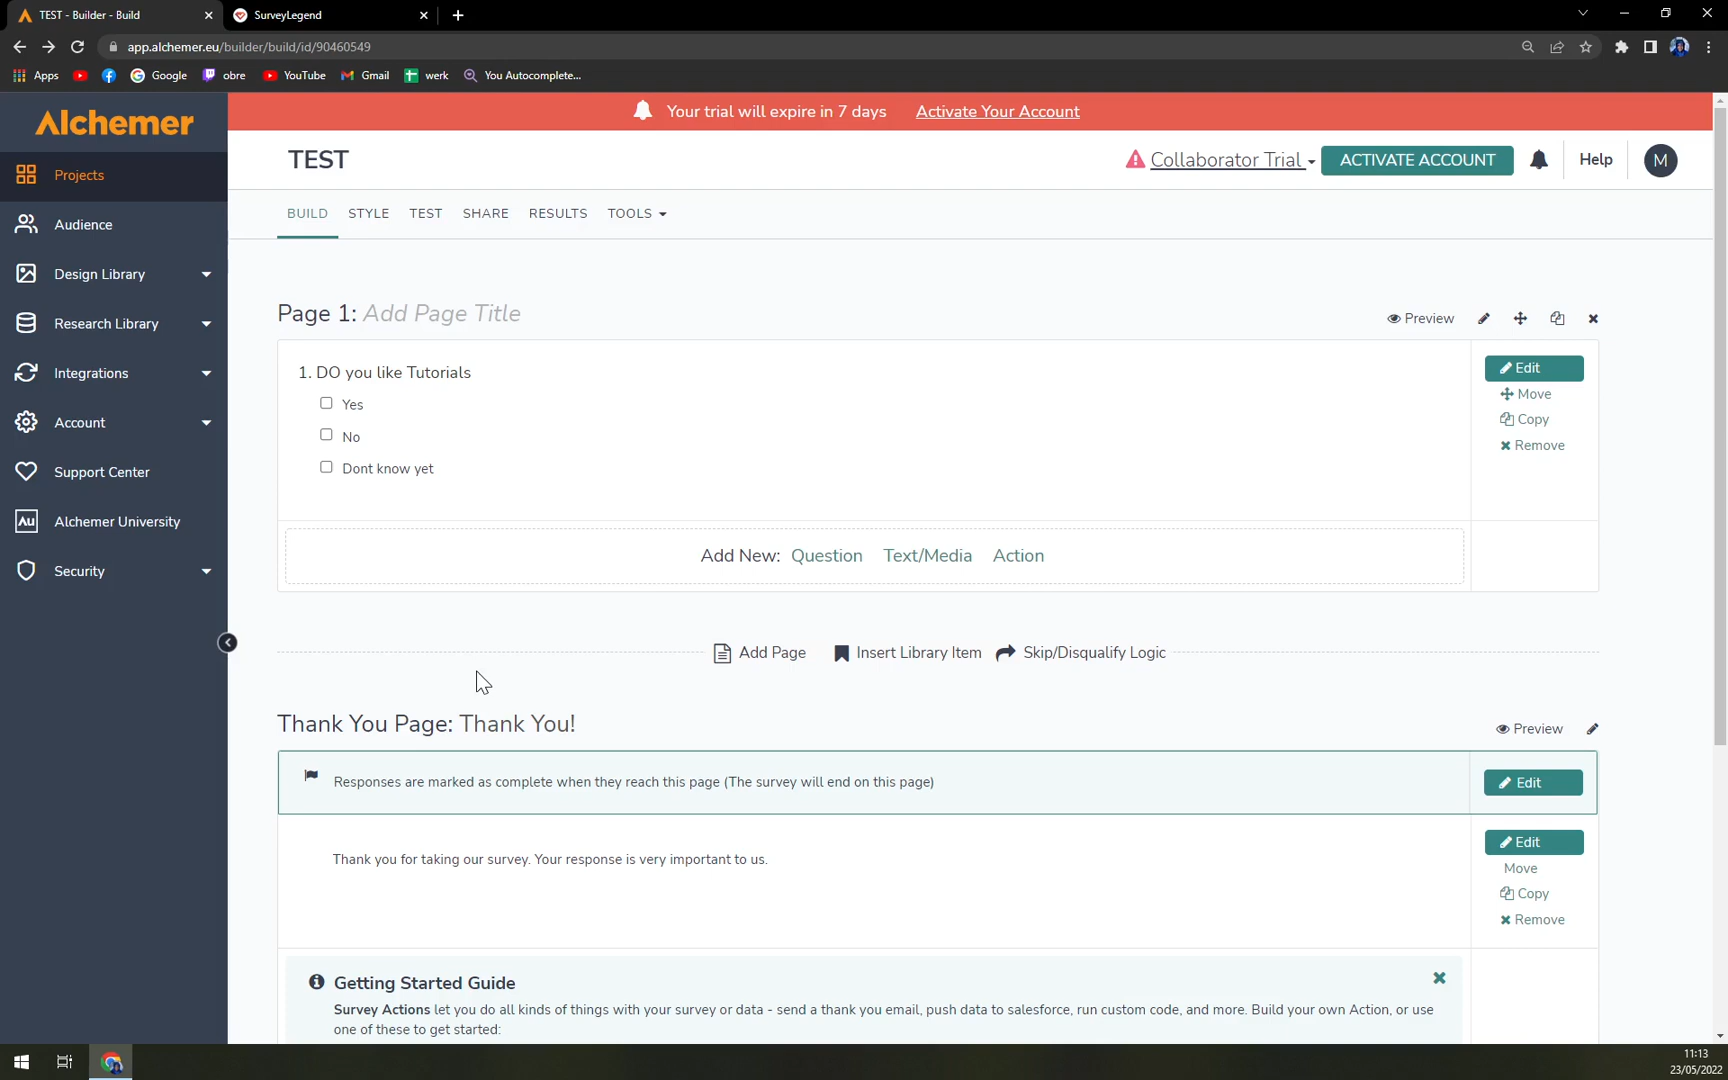 TEST - Builder - Build
SurveyLegend
app.alchemer.eu/builder/build/id/90460549
Apps
Google
obre
YouTube
Gmail
werk
You Autocomplete...
Alchemer
Your trial will expire in 7 days Activate Your Account
Projects
Audience
Design Library
Research Library
Integrations
Account
Support Center
Au Alchemer University
Security
TEST
Collaborator Trial
ACTIVATE ACCOUNT
Help
M
BUILD STYLE TEST SHARE RESULTS TOOLS
Page 1: Add Page Title
Preview
1. DO you like Tutorials
Yes
No
Dont know yet
Edit
Move
Copy
Remove
Add New: Question Text/Media Action
Add Page Insert Library Item Skip/Disqualify Logic
Thank You Page: Thank You!
Preview
Responses are marked as complete when they reach this page (The survey will end on this page)
Edit
Thank you for taking our survey. Your response is very important to us.
Edit
Move
Copy
Remove
Getting Started Guide
Survey Actions let you do all kinds of things with your survey or data - send a thank you email, push data to salesforce, run custom code, and more. Build your own Action, or use
one of these to get started:
11:13
23/05/2022